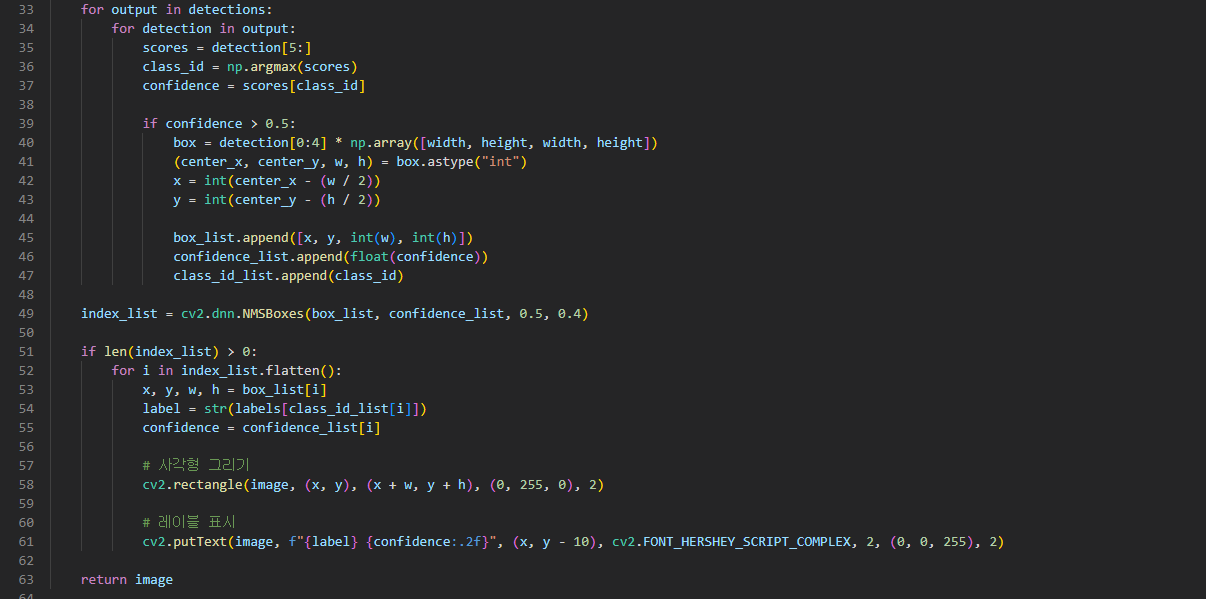 33 for output in detections:
34 for detection in output:
35 scores = detection[5:]
36 class_id = np.argmax(scores)
37 confidence = scores[class_id]
38
39 if confidence > 0.5:
40 box = detection[0:4] * np.array([width, height, width, height])
41 (center_x, center_y, w, h) = box.astype("int")
42 x = int(center_x - (w / 2))
43 y = int(center_y - (h / 2))
44
45 box_list.append([x, y, int(w), int(h)])
46 confidence_list.append(float(confidence))
47 class_id_list.append(class_id)
48
49 index_list = cv2.dnn.NMSBoxes(box_list, confidence_list, 0.5, 0.4)
50
51 if len(index_list) > 0:
52 for i in index_list.flatten():
53 x, y, w, h = box_list[i]
54 label = str(labels[class_id_list[i]])
55 confidence = confidence_list[i]
56
57 # 사각형 그리기
58 cv2.rectangle(image, (x, y), (x + w, y + h), (0, 255, 0), 2)
59
60 # 레이블 표시
61 cv2.putText(image, f"{label} {confidence:.2f}", (x, y - 10), cv2.FONT_HERSHEY_SCRIPT_COMPLEX, 2, (0, 0, 255), 2)
62
63 return image
64